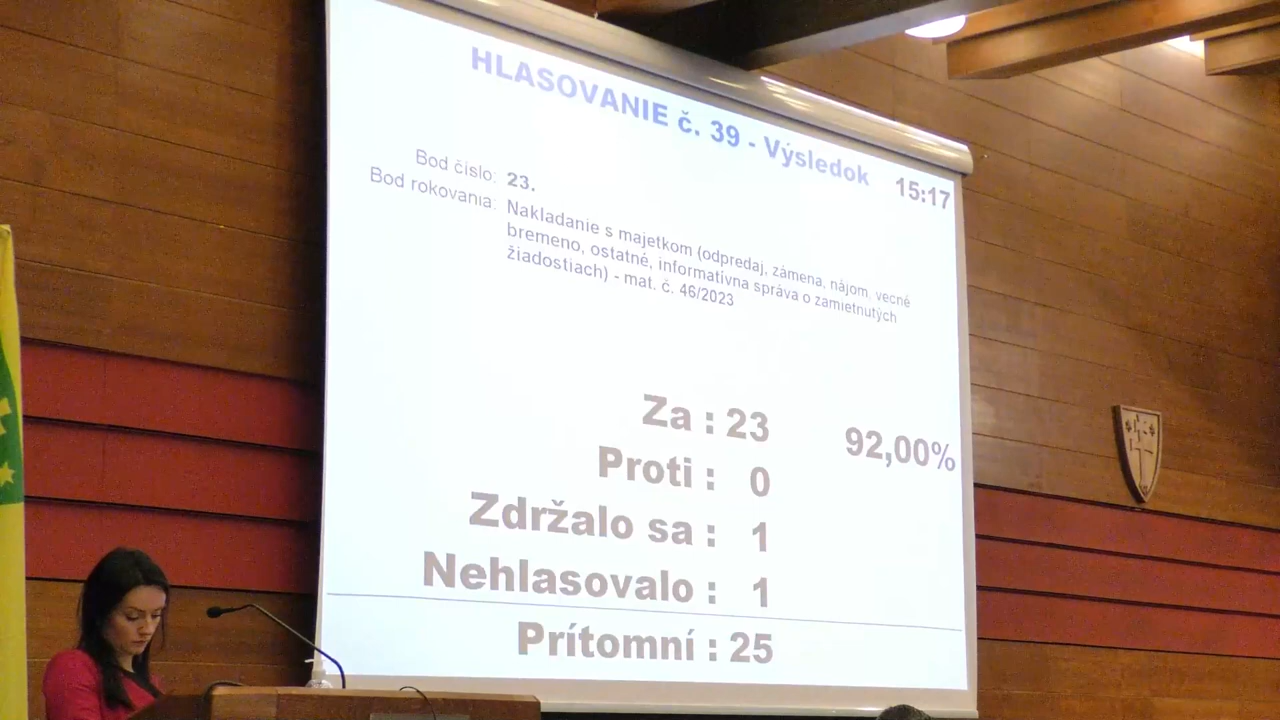 HLASOVANIE č. 39 - Výsledok 15:17
Bod čislo: 23.
Bod rokovania: Nakladanie s majetkom (odpredaj, zámena, nájom, vecné
bremeno, ostatné, informatívna správa o zamietnutých
žiadostiach) - mat. č. 46/2023
Za : 23 92,00%
Proti : 0
Zdržalo sa : 1
Nehlasovalo : 1
Prítomní : 25